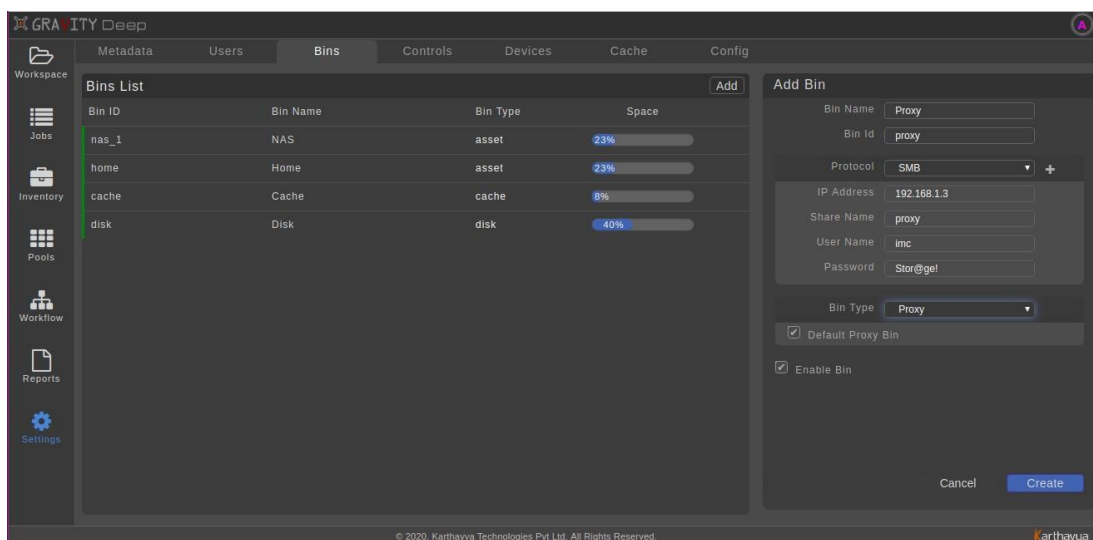 GRAVITY Deep
A
Metadata Users Bins Controls Devices Cache Config
Workspace
Jobs
Inventory
Pools
Workflow
Reports
Settings
Bins List Add
Bin ID Bin Name Bin Type Space
nas_1 NAS asset 23%
home Home asset 23%
cache Cache cache 8%
disk Disk disk 40%
Add Bin
Bin Name Proxy
Bin Id proxy
Protocol SMB
IP Address 192.168.1.3
Share Name proxy
User Name imc
Password Stor@ge!
Bin Type Proxy
Default Proxy Bin
Enable Bin
Cancel Create
© 2020, Karthavya Technologies Pvt Ltd, All Rights Reserved.
Karthavya